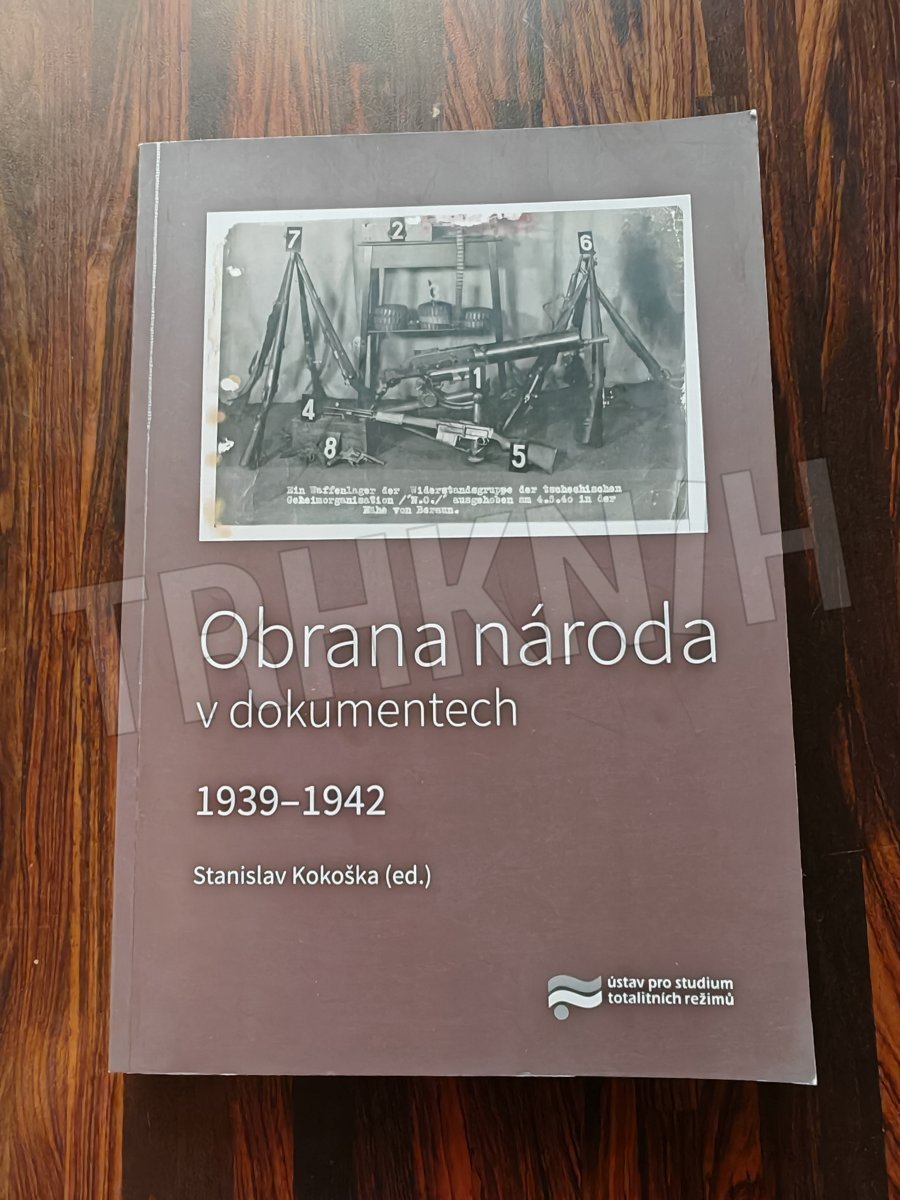 7
2
6
1
4
8
5
Ein Waffenlager der Widerstandsgruppe der tschechischen
Geheimorganisation /"N.O./" ausgehoben am 4.3.40 in der
Nähe von Beraun.
TRHKNIH
Obrana národa
v dokumentech
1939–1942
Stanislav Kokoška (ed.)
ústav pro studium
totalitních režimů